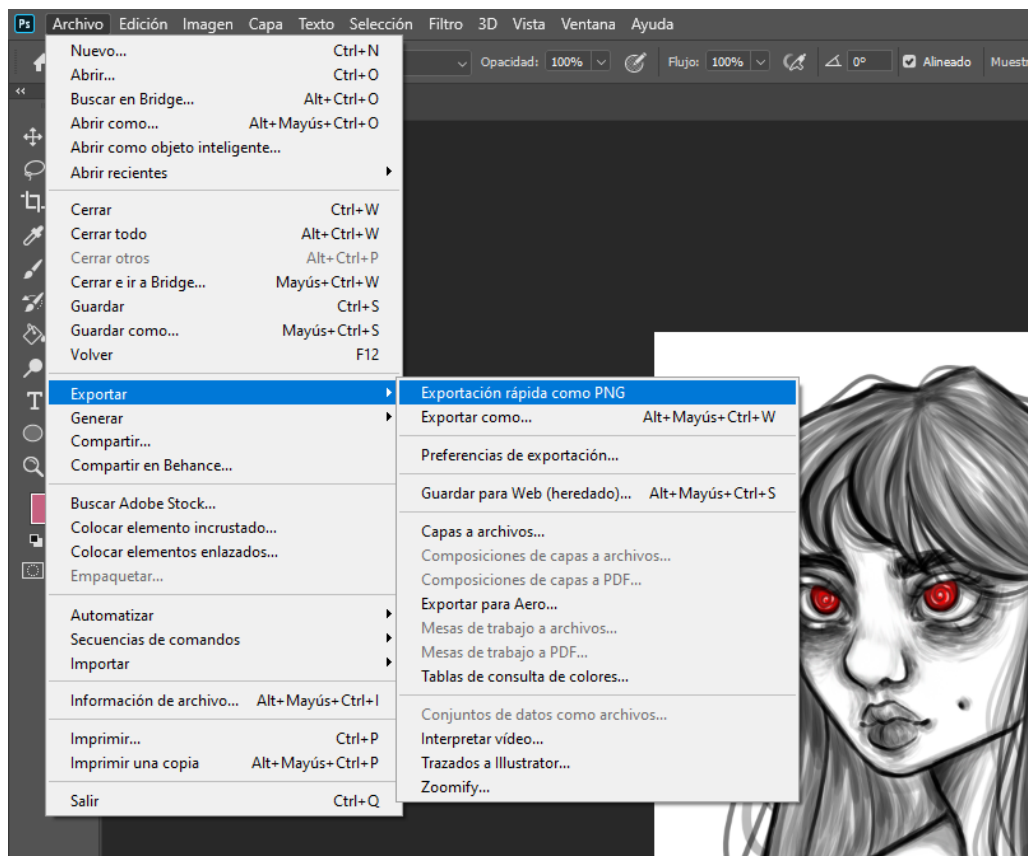 Ps Archivo Edición Imagen Capa Texto Selección Filtro 3D Vista Ventana Ayuda
Opacidad: 100% Flujo: 100% 0° Alineado
Nuevo... Ctrl+N
Abrir... Ctrl+O
Buscar en Bridge... Alt+Ctrl+O
Abrir como... Alt+Mayús+Ctrl+O
Abrir como objeto inteligente...
Abrir recientes
Cerrar Ctrl+W
Cerrar todo Alt+Ctrl+W
Cerrar otros Alt+Ctrl+P
Cerrar e ir a Bridge... Mayús+Ctrl+W
Guardar Ctrl+S
Guardar como... Mayús+Ctrl+S
Volver F12
Exportar
Generar
Compartir...
Compartir en Behance...
Buscar Adobe Stock...
Colocar elemento incrustado...
Colocar elementos enlazados...
Empaquetar...
Automatizar
Secuencias de comandos
Importar
Información de archivo... Alt+Mayús+Ctrl+I
Imprimir... Ctrl+P
Imprimir una copia Alt+Mayús+Ctrl+P
Salir Ctrl+Q
Exportación rápida como PNG
Exportar como... Alt+Mayús+Ctrl+W
Preferencias de exportación...
Guardar para Web (heredado)... Alt+Mayús+Ctrl+S
Capas a archivos...
Composiciones de capas a archivos...
Composiciones de capas a PDF...
Exportar para Aero...
Mesas de trabajo a archivos...
Mesas de trabajo a PDF...
Tablas de consulta de colores...
Conjuntos de datos como archivos...
Interpretar vídeo...
Trazados a Illustrator...
Zoomify...